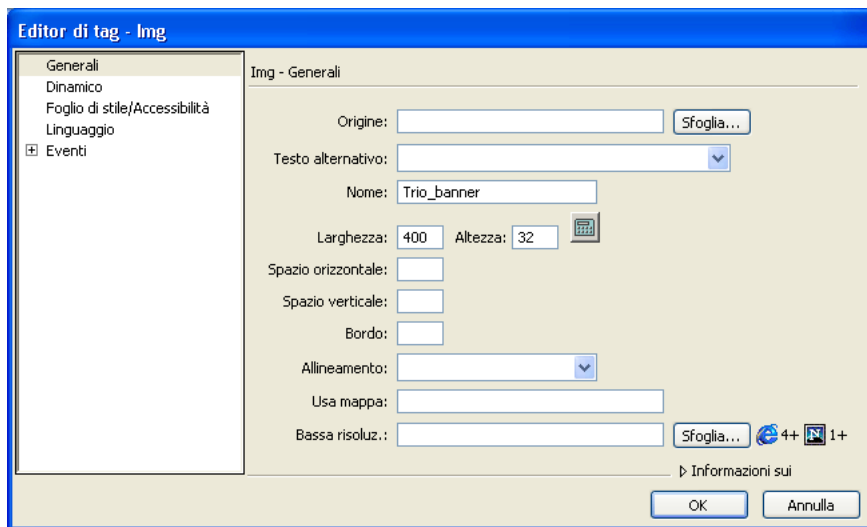 Editor di tag - Img
Generali
Dinamico
Foglio di stile/Accessibilità
Linguaggio
Eventi
Img - Generali
Origine: Sfoglia...
Testo alternativo:
Nome: Trio_banner
Larghezza: 400 Altezza: 32
Spazio orizzontale:
Spazio verticale:
Bordo:
Allineamento:
Usa mappa:
Bassa risoluz.: Sfoglia... 4+ N 1+
Informazioni sui
OK Annulla